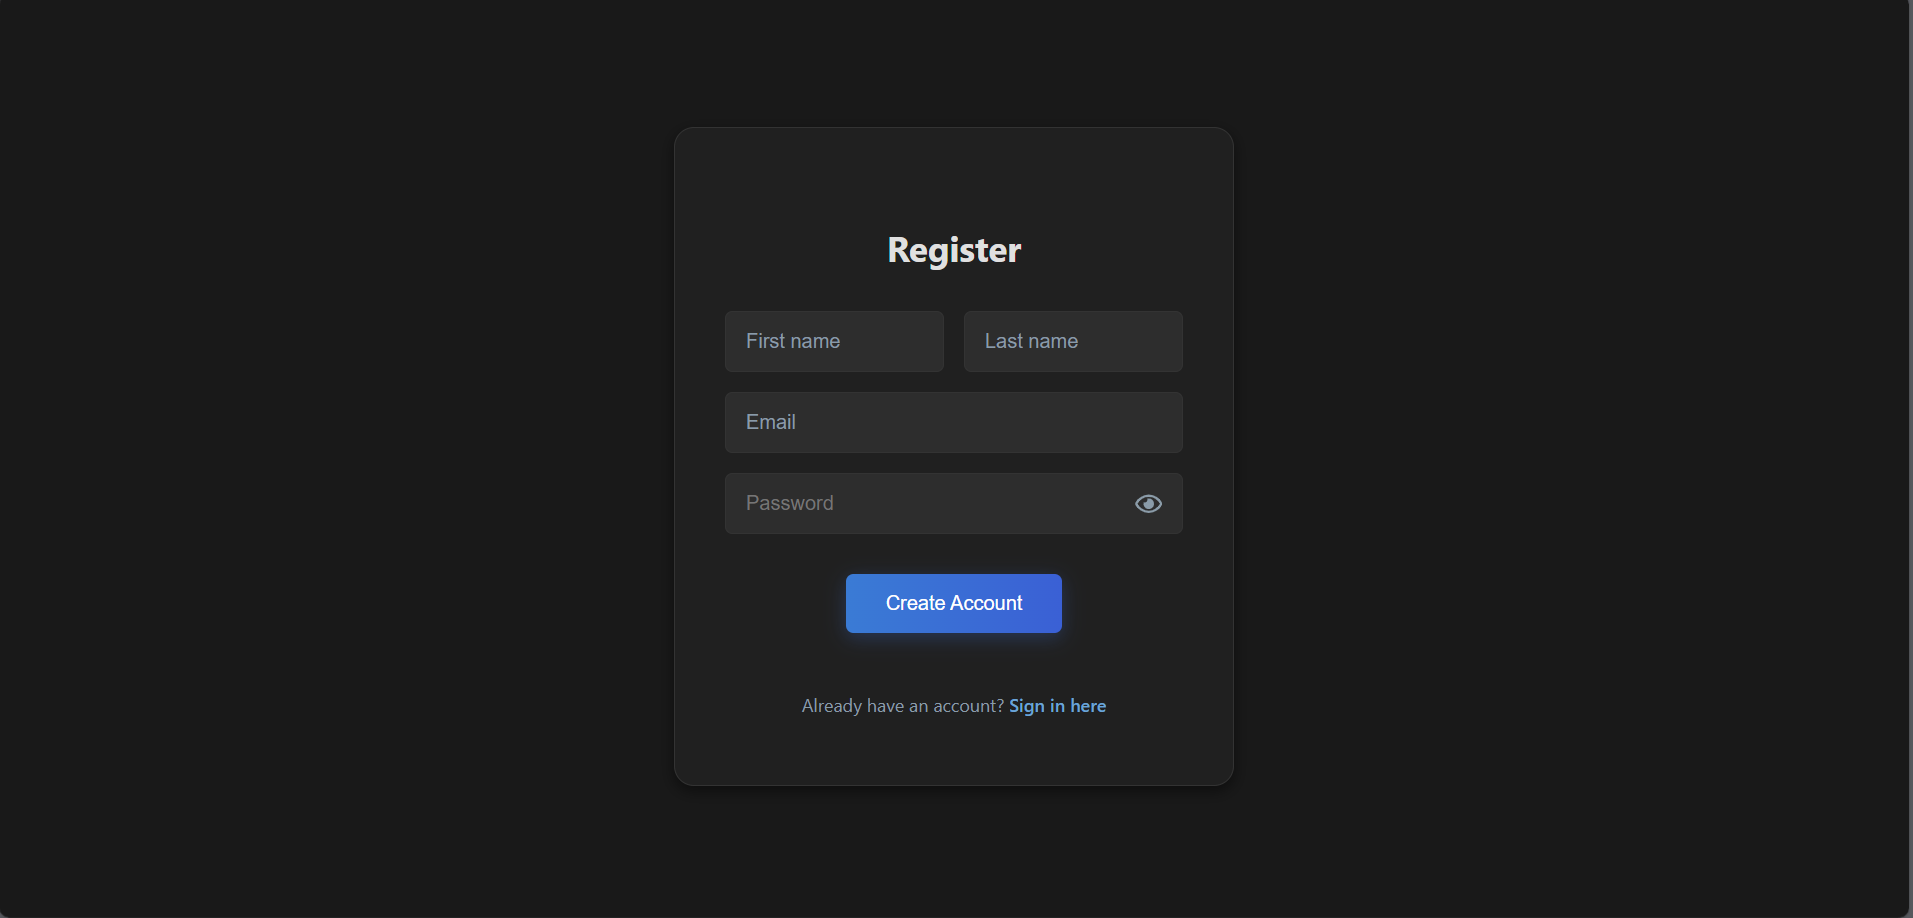 Register
First name
Last name
Email
Password
Create Account
Already have an account? Sign in here